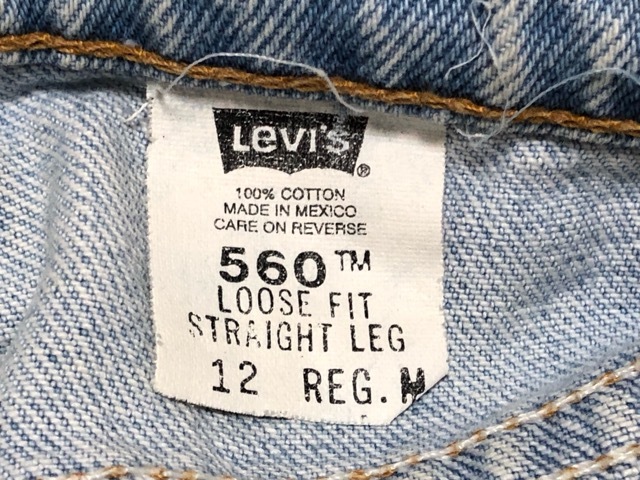 Levi's®
100% COTTON
MADE IN MEXICO
CARE ON REVERSE
560™
LOOSE FIT
STRAIGHT LEG
12 REG. M